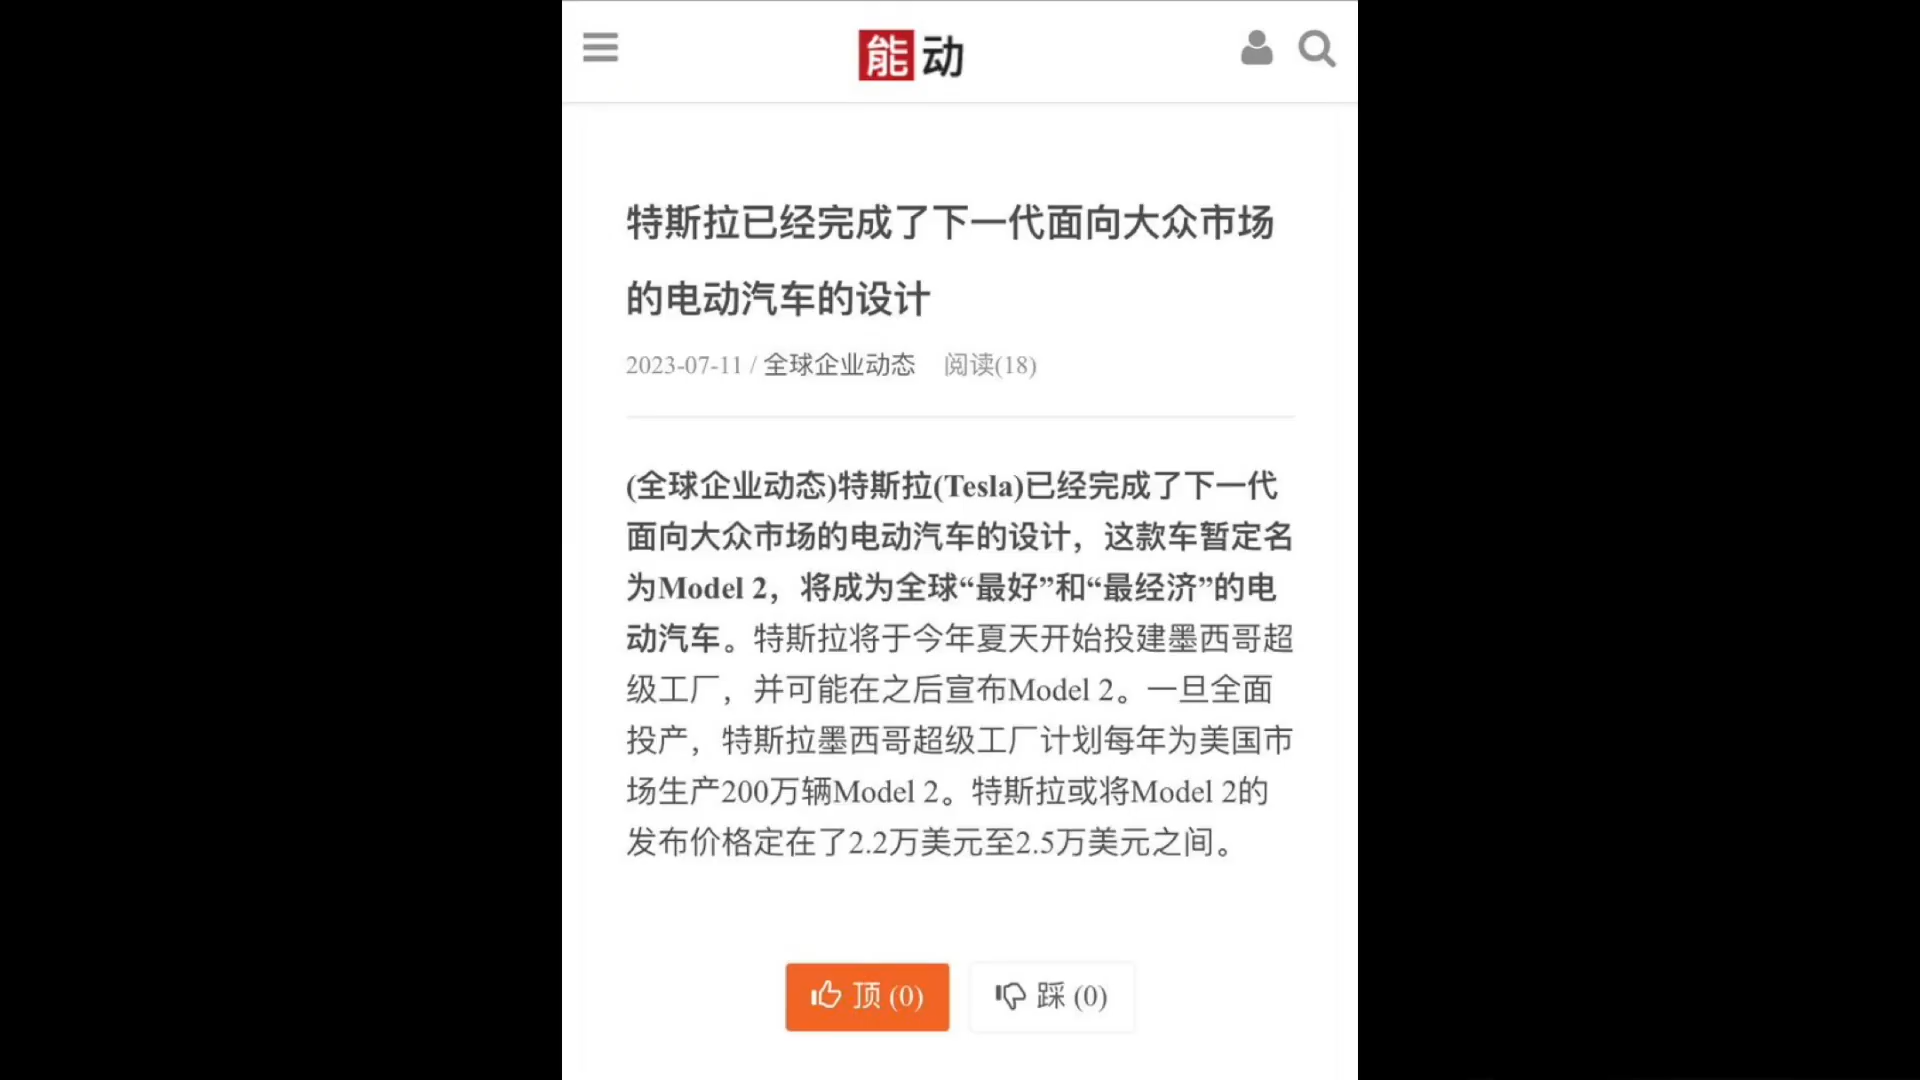 能动
特斯拉已经完成了下一代面向大众市场
的电动汽车的设计
2023-07-11 / 全球企业动态 阅读(18)
(全球企业动态)特斯拉(Tesla)已经完成了下一代
面向大众市场的电动汽车的设计，这款车暂定名
为Model 2，将成为全球“最好”和“最经济”的电
动汽车。特斯拉将于今年夏天开始投建墨西哥超
级工厂，并可能在之后宣布Model 2。一旦全面
投产，特斯拉墨西哥超级工厂计划每年为美国市
场生产200万辆Model 2。特斯拉或将Model 2的
发布价格定在了2.2万美元至2.5万美元之间。
顶 (0) 踩 (0)